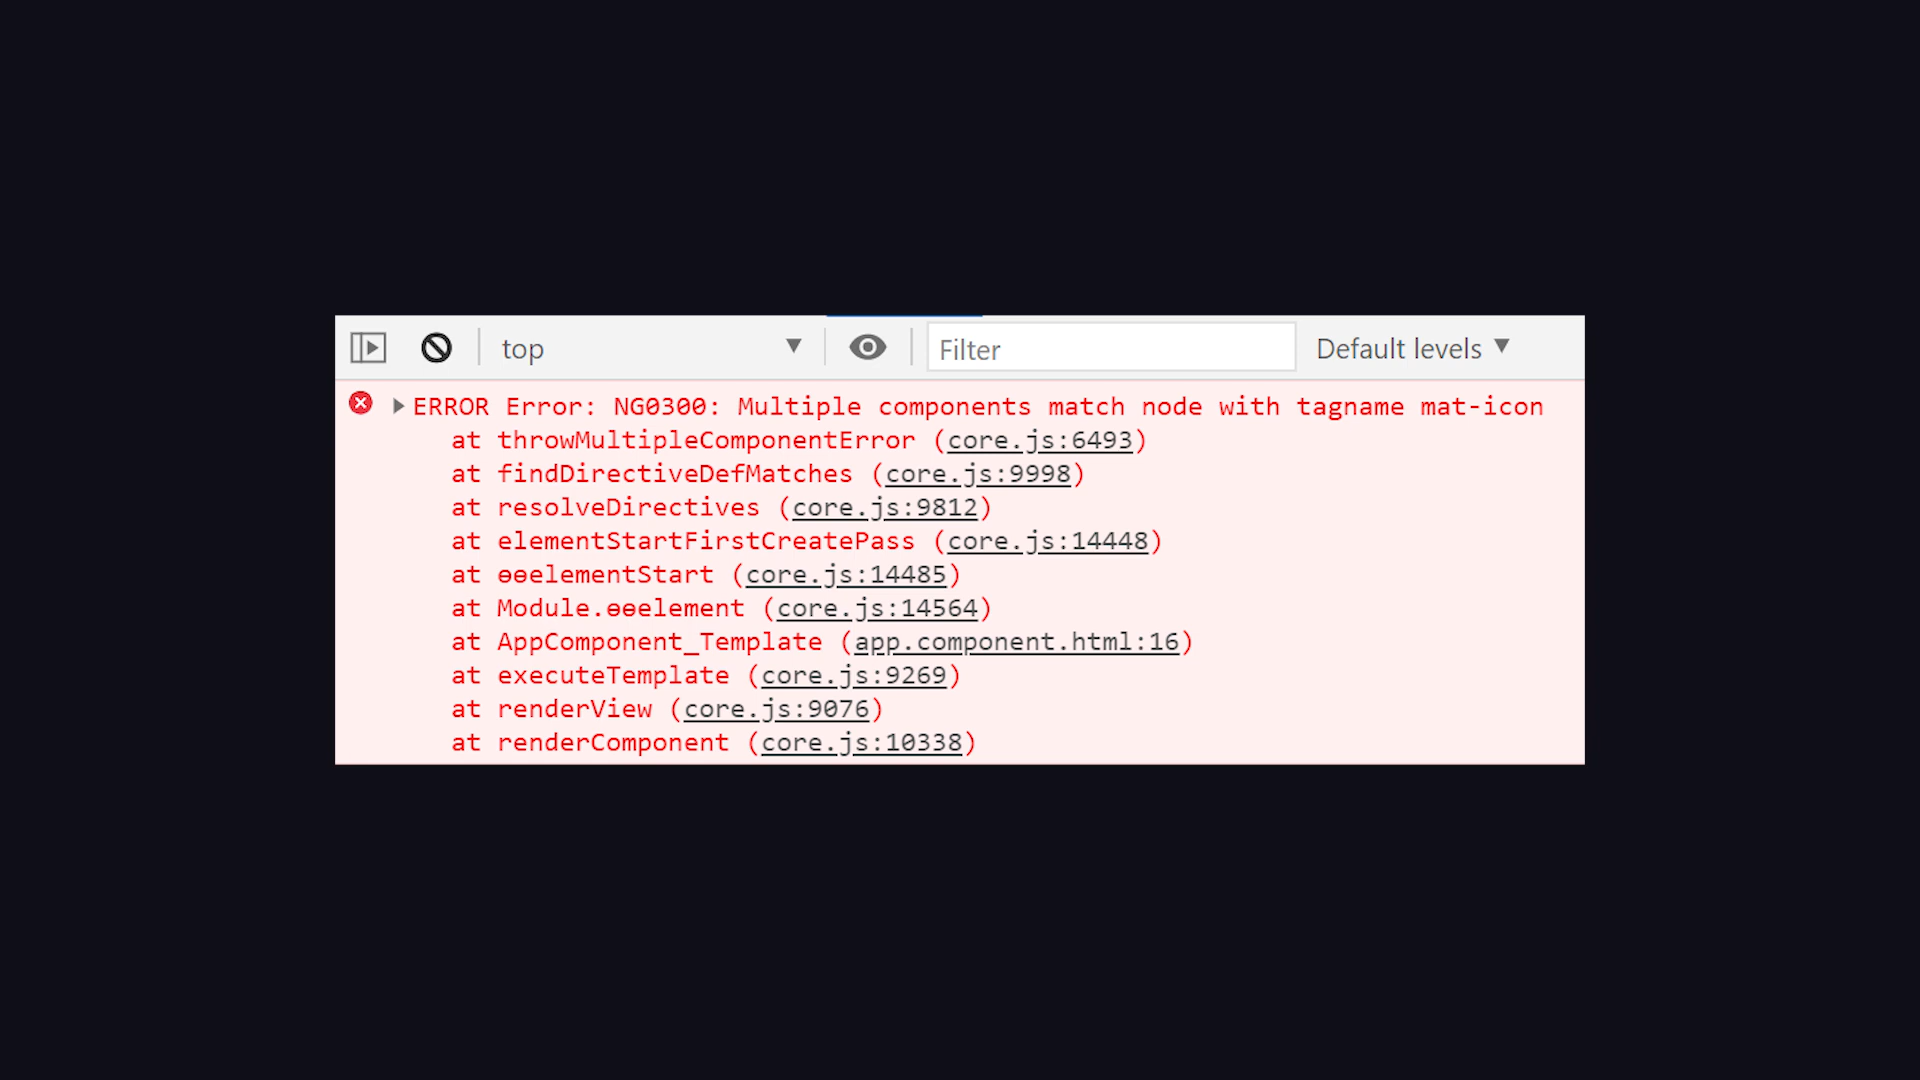 top
Filter
Default levels
ERROR Error: NG0300: Multiple components match node with tagname mat-icon
at throwMultipleComponentError (core.js:6493)
at findDirectiveDefMatches (core.js:9998)
at resolveDirectives (core.js:9812)
at elementStartFirstCreatePass (core.js:14448)
at ɵɵelementStart (core.js:14485)
at Module.ɵɵelement (core.js:14564)
at AppComponent_Template (app.component.html:16)
at executeTemplate (core.js:9269)
at renderView (core.js:9076)
at renderComponent (core.js:10338)